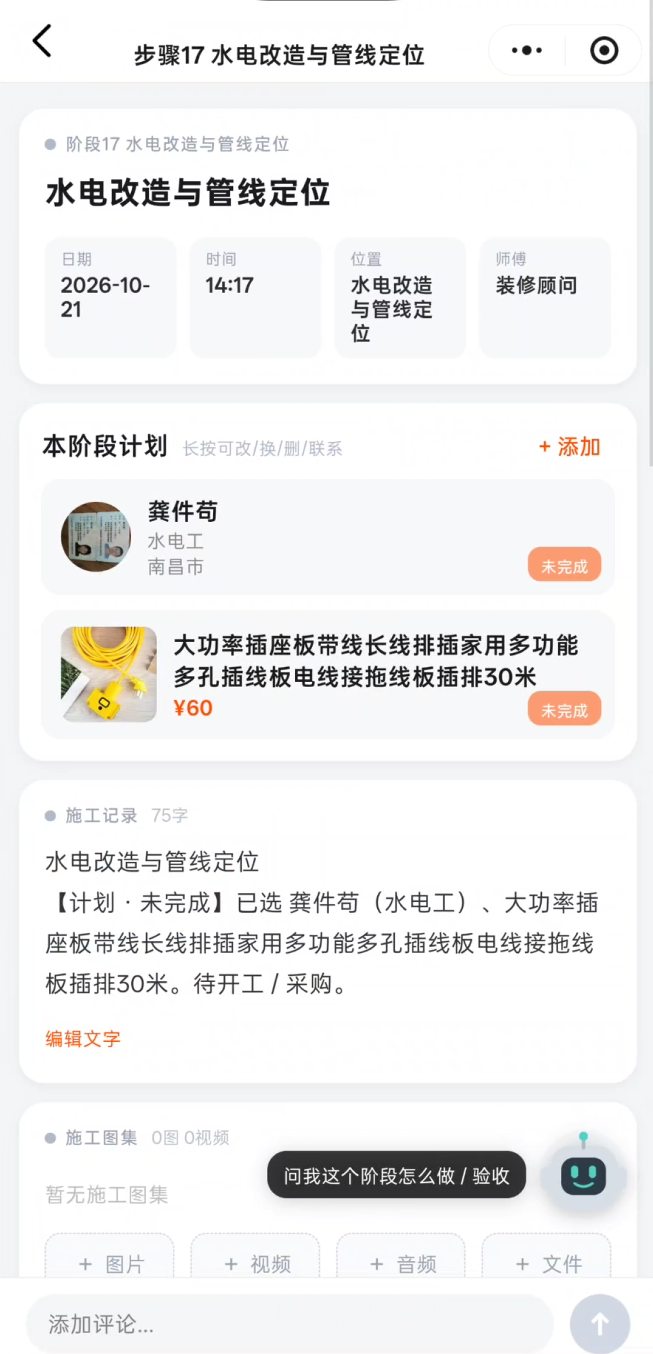 步骤17 水电改造与管线定位
阶段17 水电改造与管线定位
水电改造与管线定位
日期
2026-10-
21
时间
14:17
位置
水电改造
与管线定
位
师傅
装修顾问
本阶段计划 长按可改/换/删/联系
+ 添加
龚件苟
水电工
南昌市
未完成
大功率插座板带线长线排插家用多功能
多孔插线板电线接拖线板插排30米
¥60
未完成
施工记录 75字
水电改造与管线定位
【计划 · 未完成】已选 龚件苟（水电工）、大功率插
座板带线长线排插家用多功能多孔插线板电线接拖线
板插排30米。待开工 / 采购。
编辑文字
施工图集 0图 0视频
问我这个阶段怎么做 / 验收
暂无施工图集
+ 图片
+ 视频
+ 音频
+ 文件
添加评论...